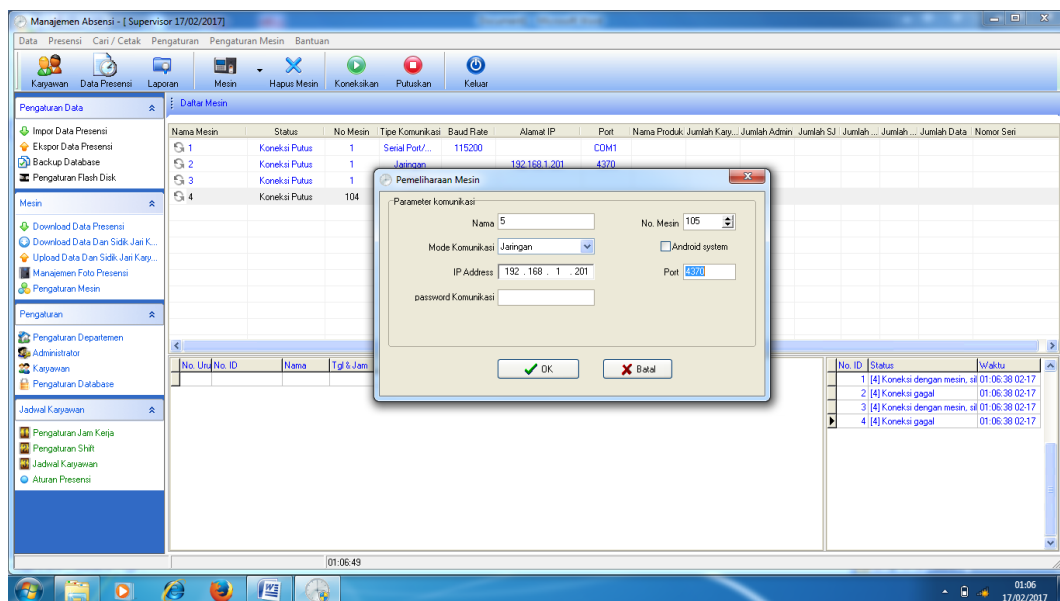 Manajemen Absensi - [ Supervisor 17/02/2017]
Data Presensi Cari / Cetak Pengaturan Pengaturan Mesin Bantuan
Karyawan Data Presensi Laporan Mesin Hapus Mesin Koneksikan Putuskan Keluar
Pengaturan Data
Impor Data Presensi
Ekspor Data Presensi
Backup Database
Pengaturan Flash Disk
Mesin
Download Data Presensi
Download Data Dan Sidik Jari K...
Upload Data Dan Sidik Jari Kary...
Manajemen Foto Presensi
Pengaturan Mesin
Pengaturan
Pengaturan Departemen
Administrator
Karyawan
Pengaturan Database
Jadwal Karyawan
Pengaturan Jam Kerja
Pengaturan Shift
Jadwal Karyawan
Aturan Presensi
Daftar Mesin
Nama Mesin Status No Mesin Tipe Komunikasi Baud Rate Alamat IP Port Nama Produk Jumlah Kary... Jumlah Admin Jumlah SJ Jumlah ... Jumlah ... Jumlah Data Nomor Seri
1 Koneksi Putus 1 Serial Port/... 115200 COM1
2 Koneksi Putus 1 Jaringan 192.168.1.201 4370
3 Koneksi Putus 1
4 Koneksi Putus 104
Pemeliharaan Mesin
Parameter komunikasi
Nama 5 No. Mesin 105
Mode Komunikasi Jaringan Android system
IP Address 192 . 168 . 1 . 201 Port 4370
password Komunikasi
OK Batal
No. Uru No. ID Nama Tgl & Jam
No. ID Status Waktu
1 [4] Koneksi dengan mesin, sil 01:06:38 02-17
2 [4] Koneksi gagal 01:06:38 02-17
3 [4] Koneksi dengan mesin, sil 01:06:38 02-17
4 [4] Koneksi gagal 01:06:38 02-17
01:06:49
01:06
17/02/2017